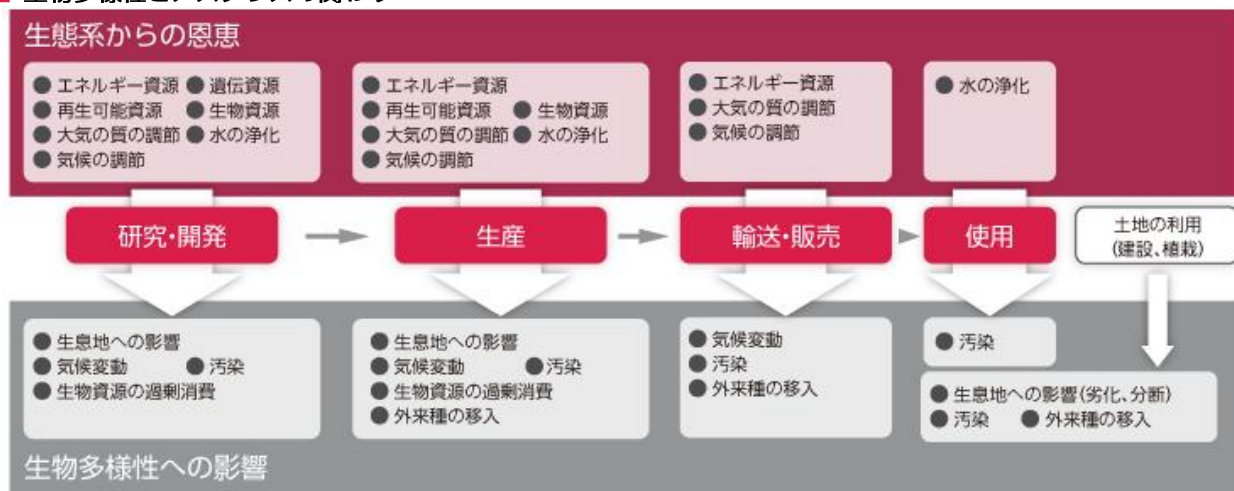 生態系からの恩恵
● エネルギー資源 ● 遺伝資源
● 再生可能資源 ● 生物資源
● 大気の質の調節 ● 水の浄化
● 気候の調節
● エネルギー資源
● 再生可能資源 ● 生物資源
● 大気の質の調節 ● 水の浄化
● 気候の調節
● エネルギー資源
● 大気の質の調節
● 気候の調節
● 水の浄化
研究・開発
生産
輸送・販売
使用
土地の利用
(建設、植栽)
● 生息地への影響
● 気候変動 ● 汚染
● 生物資源の過剰消費
● 生息地への影響
● 気候変動 ● 汚染
● 生物資源の過剰消費
● 外来種の移入
● 気候変動
● 汚染
● 外来種の移入
● 汚染
● 生息地への影響(劣化、分断)
● 汚染 ● 外来種の移入
生物多様性への影響